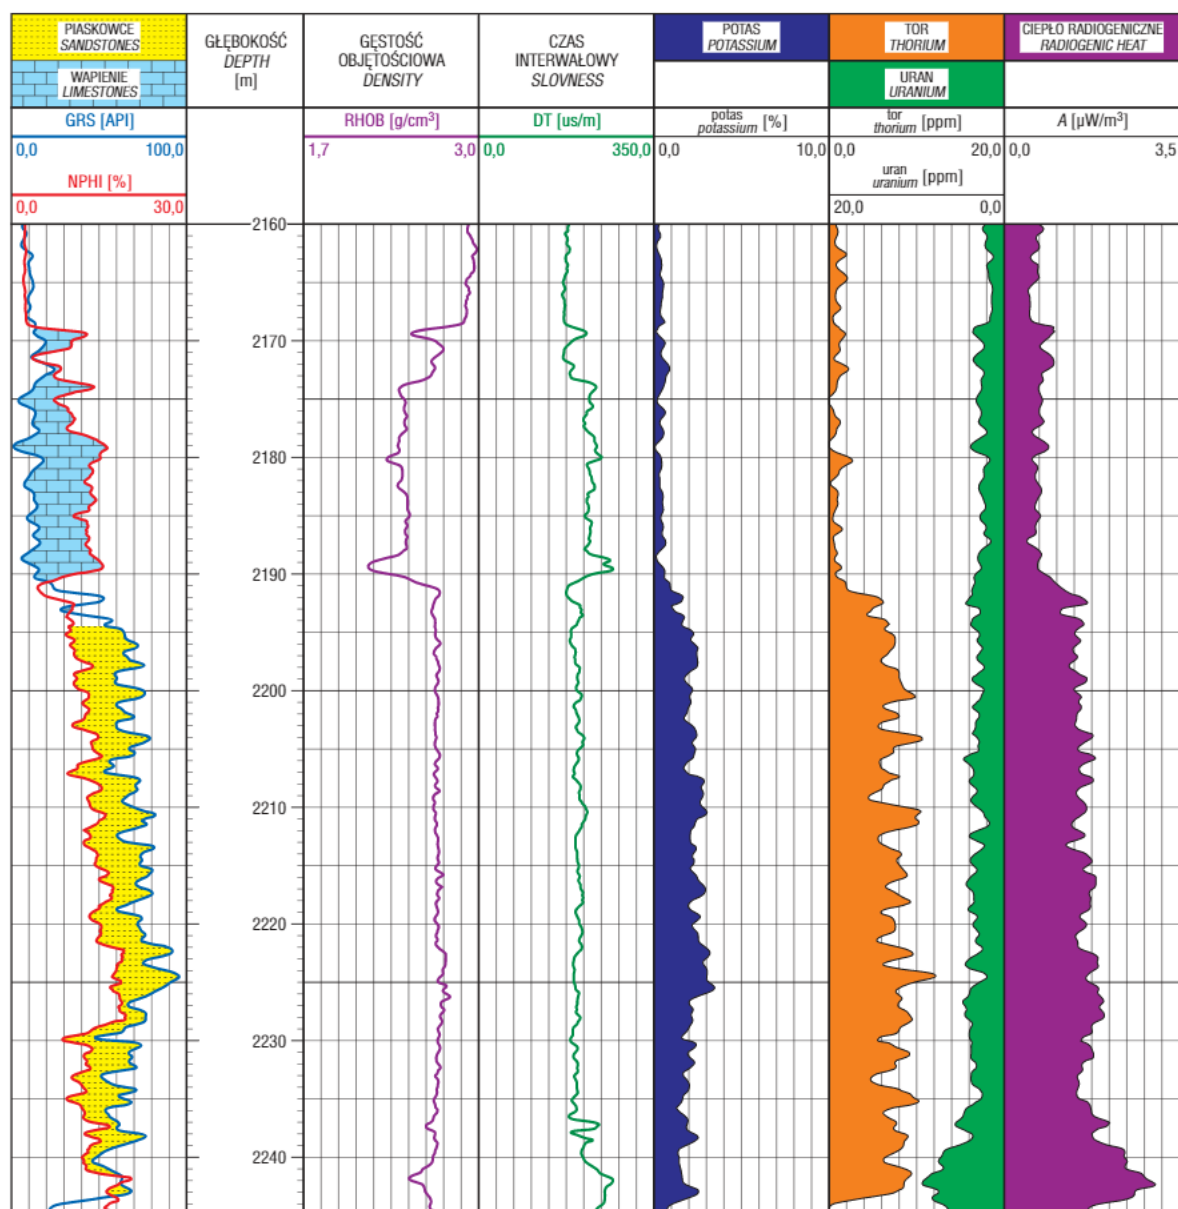 PIASKOWCE
SANDSTONES
WAPIENIE
LIMESTONES
GRS [API]
0,0 100,0
NPHI [%]
0,0 30,0
GŁĘBOKOŚĆ
DEPTH
[m]
GĘSTOŚĆ
OBJĘTOŚCIOWA
DENSITY
RHOB [g/cm³]
1,7 3,0
CZAS
INTERWAŁOWY
SLOVNESS
DT [us/m]
0,0 350,0
POTAS
POTASSIUM
potas
potassium [%]
0,0 10,0
TOR
THORIUM
URAN
URANIUM
tor
thorium [ppm]
0,0 20,0
uran
uranium [ppm]
20,0 0,0
CIEPŁO RADIOGENICZNE
RADIOGENIC HEAT
A [µW/m³]
0,0 3,5
2160
2170
2180
2190
2200
2210
2220
2230
2240